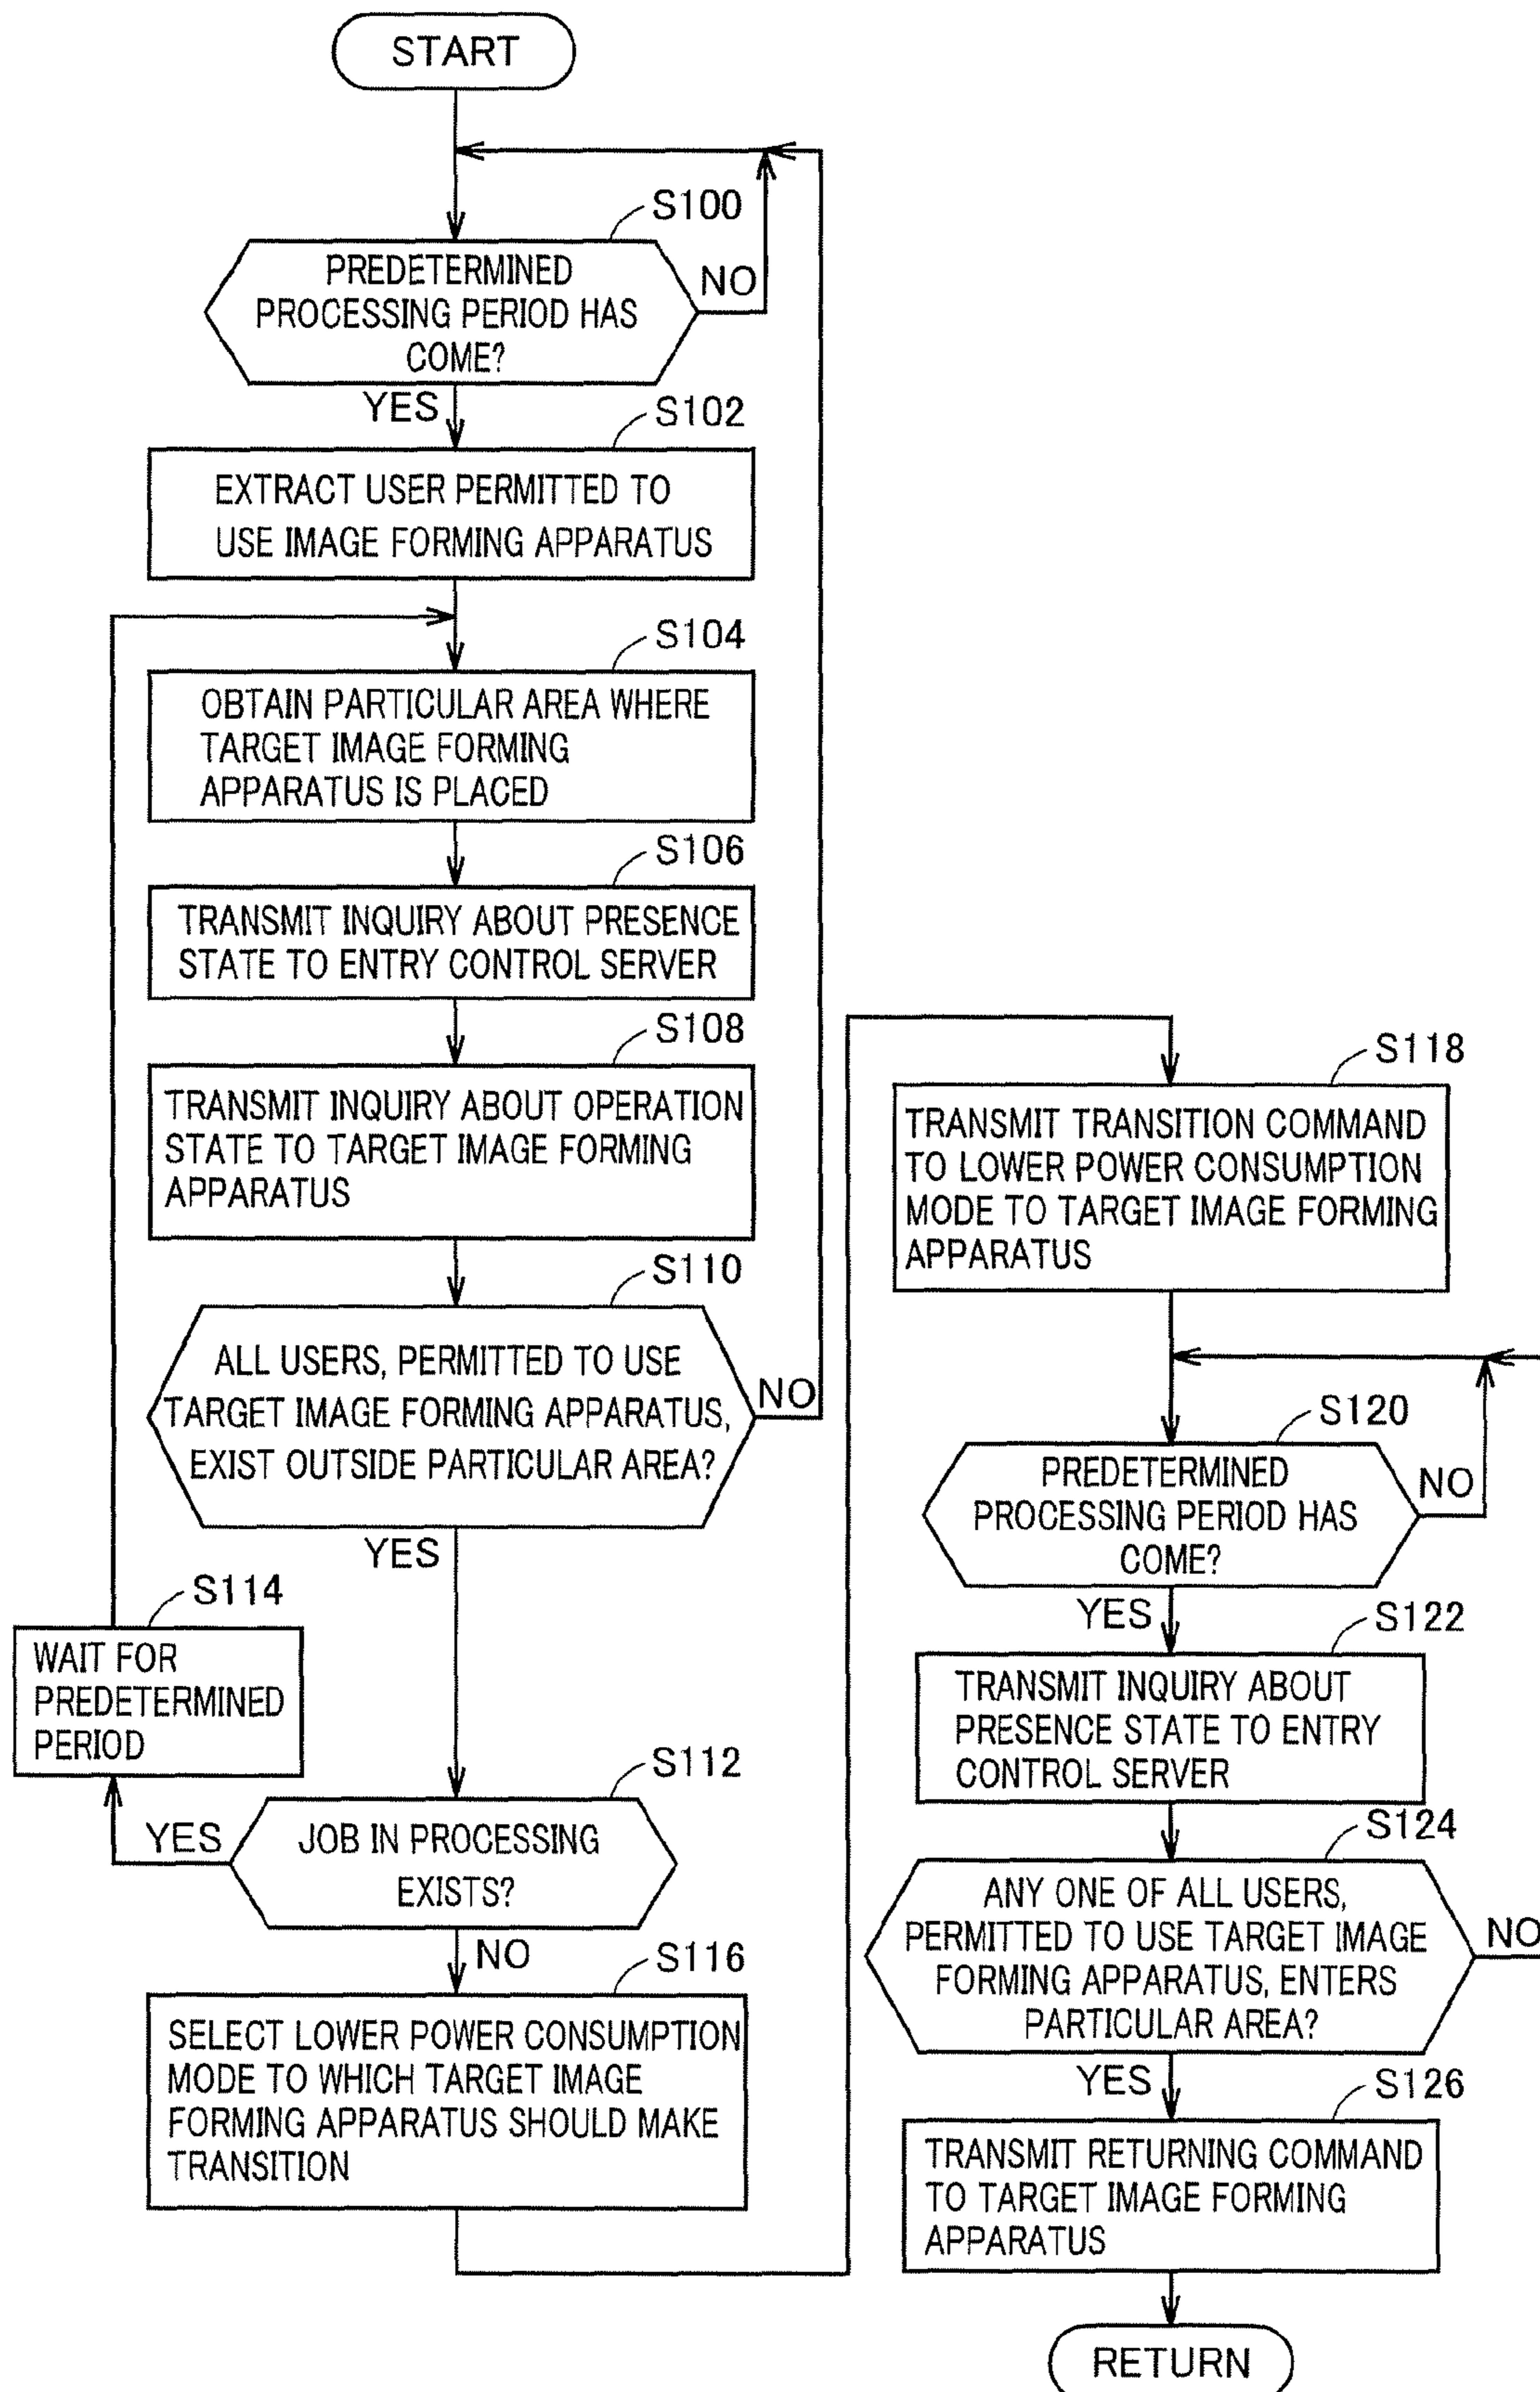 START
S100
PREDETERMINED
PROCESSING PERIOD HAS
COME?
NO
YES
S102
EXTRACT USER PERMITTED TO
USE IMAGE FORMING APPARATUS
S104
OBTAIN PARTICULAR AREA WHERE
TARGET IMAGE FORMING
APPARATUS IS PLACED
S106
TRANSMIT INQUIRY ABOUT PRESENCE
STATE TO ENTRY CONTROL SERVER
S108
TRANSMIT INQUIRY ABOUT OPERATION
STATE TO TARGET IMAGE FORMING
APPARATUS
S110
ALL USERS, PERMITTED TO USE
TARGET IMAGE FORMING APPARATUS,
EXIST OUTSIDE PARTICULAR AREA?
NO
YES
S114
WAIT FOR
PREDETERMINED
PERIOD
S112
JOB IN PROCESSING
EXISTS?
YES
NO
S116
SELECT LOWER POWER CONSUMPTION
MODE TO WHICH TARGET IMAGE
FORMING APPARATUS SHOULD MAKE
TRANSITION
S118
TRANSMIT TRANSITION COMMAND
TO LOWER POWER CONSUMPTION
MODE TO TARGET IMAGE FORMING
APPARATUS
S120
PREDETERMINED
PROCESSING PERIOD HAS
COME?
NO
YES
S122
TRANSMIT INQUIRY ABOUT
PRESENCE STATE TO ENTRY
CONTROL SERVER
S124
ANY ONE OF ALL USERS,
PERMITTED TO USE TARGET IMAGE
FORMING APPARATUS, ENTERS
PARTICULAR AREA?
NO
YES
S126
TRANSMIT RETURNING COMMAND
TO TARGET IMAGE FORMING
APPARATUS
RETURN